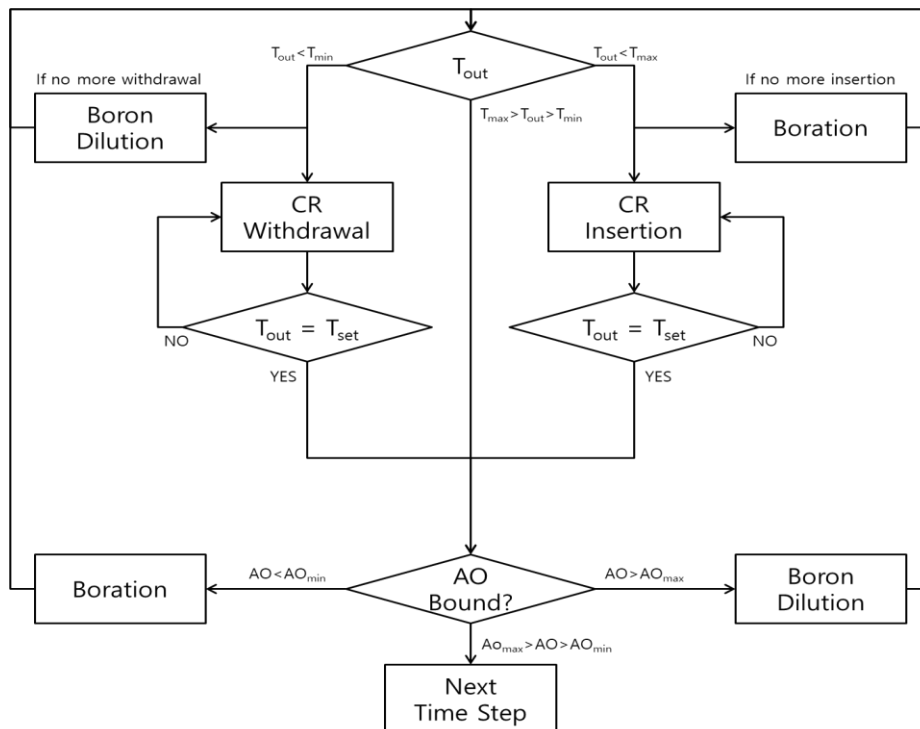 T_out < T_min
T_out < T_max
T_out
If no more withdrawal
If no more insertion
T_max > T_out > T_min
Boron
Dilution
Boration
CR
Withdrawal
CR
Insertion
T_out = T_set
T_out = T_set
NO
NO
YES
YES
Boration
AO < AO_min
AO
Bound?
AO > AO_max
Boron
Dilution
Ao_max > AO > AO_min
Next
Time Step